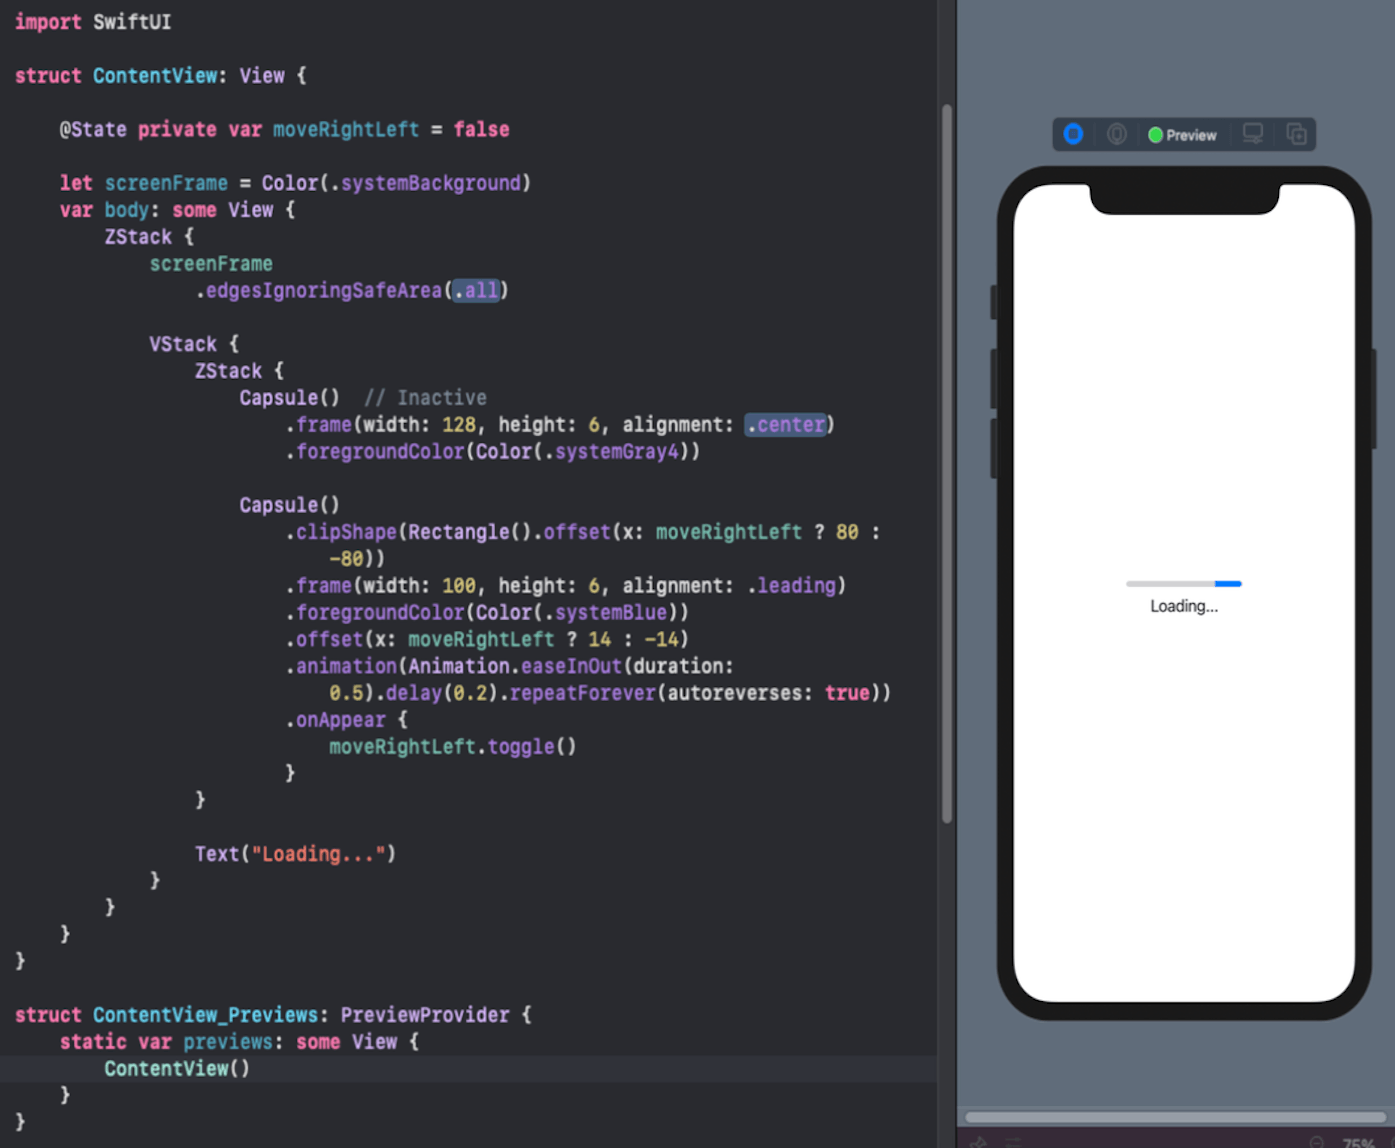 import SwiftUI
struct ContentView: View {
@State private var moveRightLeft = false
let screenFrame = Color(.systemBackground)
var body: some View {
ZStack {
screenFrame
.edgesIgnoringSafeArea(.all)
VStack {
ZStack {
Capsule()  // Inactive
.frame(width: 128, height: 6, alignment: .center)
.foregroundColor(Color(.systemGray4))
Capsule()
.clipShape(Rectangle().offset(x: moveRightLeft ? 80 :
-80))
.frame(width: 100, height: 6, alignment: .leading)
.foregroundColor(Color(.systemBlue))
.offset(x: moveRightLeft ? 14 : -14)
.animation(Animation.easeInOut(duration:
0.5).delay(0.2).repeatForever(autoreverses: true))
.onAppear {
moveRightLeft.toggle()
}
}
Text("Loading...")
}
}
}
}
struct ContentView_Previews: PreviewProvider {
static var previews: some View {
ContentView()
}
}
Preview
Loading...
75%